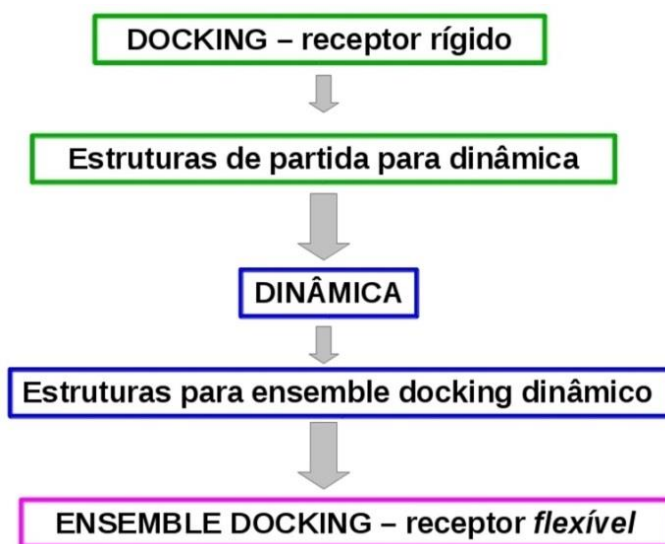 DOCKING – receptor rígido
Estruturas de partida para dinâmica
DINÂMICA
Estruturas para ensemble docking dinâmico
ENSEMBLE DOCKING – receptor flexível